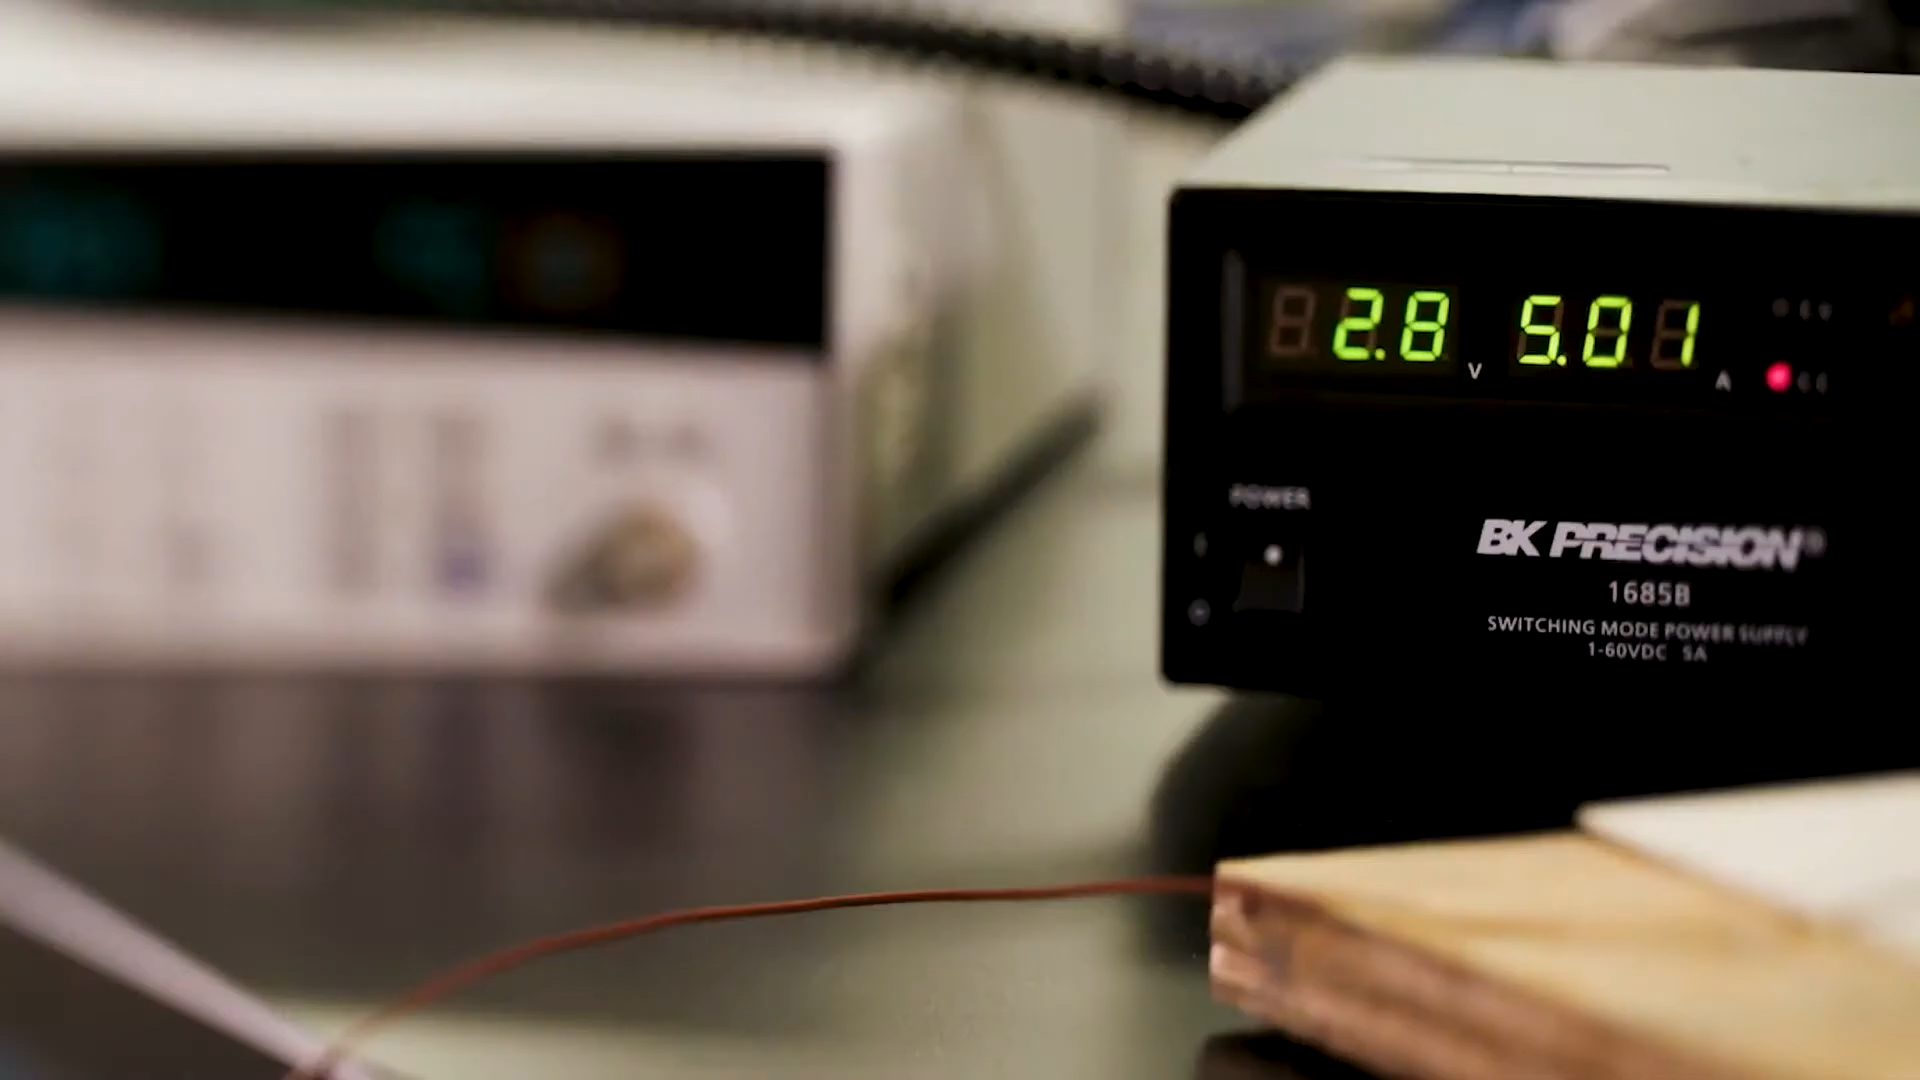 2.8 V 5.01 A
POWER
BK PRECISION®
1685B
SWITCHING MODE POWER SUPPLY
1-60VDC 5A